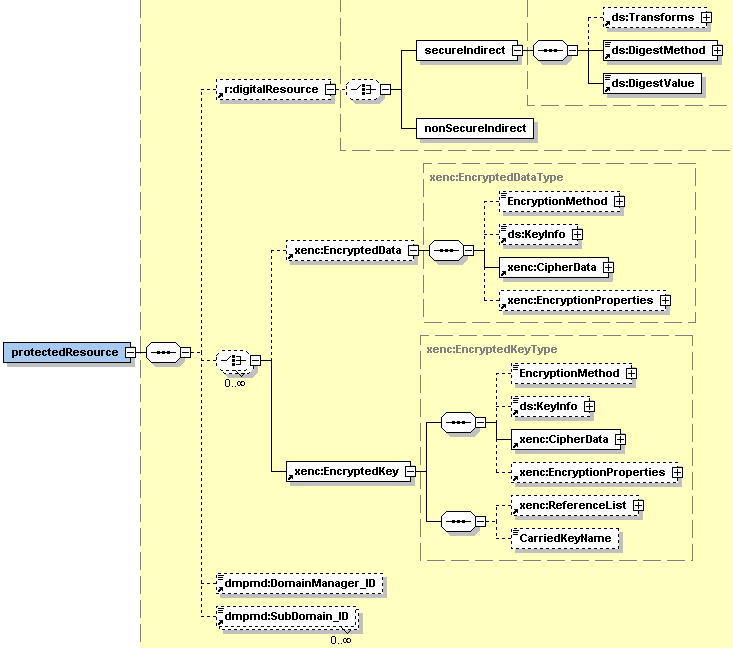 ds:Transforms
secureIndirect
ds:DigestMethod
ds:DigestValue
r:digitalResource
nonSecureIndirect
xenc:EncryptedDataType
EncryptionMethod
ds:KeyInfo
xenc:EncryptedData
xenc:CipherData
xenc:EncryptionProperties
protectedResource
0..∞
xenc:EncryptedKeyType
EncryptionMethod
ds:KeyInfo
xenc:CipherData
xenc:EncryptedKey
xenc:EncryptionProperties
xenc:ReferenceList
CarriedKeyName
dmpmd:DomainManager_ID
dmpmd:SubDomain_ID
0..∞